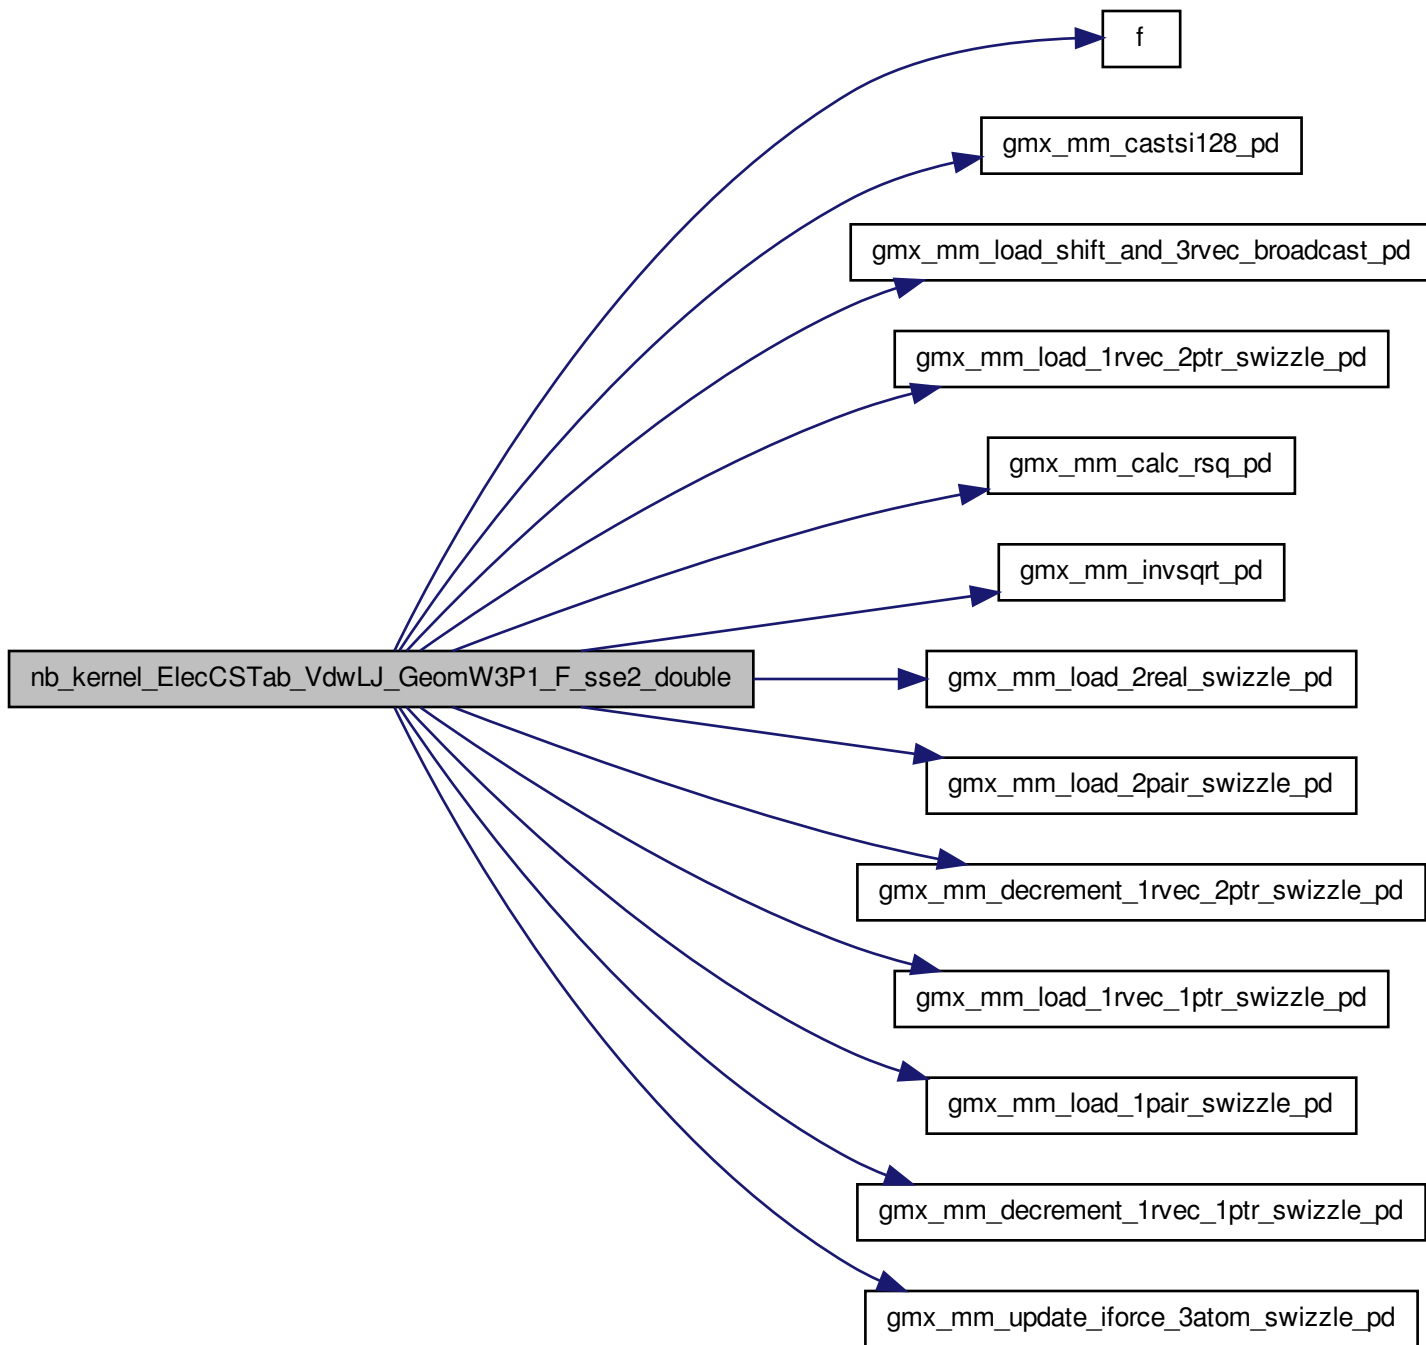 f
gmx_mm_castsi128_pd
gmx_mm_load_shift_and_3rvec_broadcast_pd
gmx_mm_load_1rvec_2ptr_swizzle_pd
gmx_mm_calc_rsq_pd
gmx_mm_invsqrt_pd
nb_kernel_ElecCSTab_VdwLJ_GeomW3P1_F_sse2_double
gmx_mm_load_2real_swizzle_pd
gmx_mm_load_2pair_swizzle_pd
gmx_mm_decrement_1rvec_2ptr_swizzle_pd
gmx_mm_load_1rvec_1ptr_swizzle_pd
gmx_mm_load_1pair_swizzle_pd
gmx_mm_decrement_1rvec_1ptr_swizzle_pd
gmx_mm_update_iforce_3atom_swizzle_pd